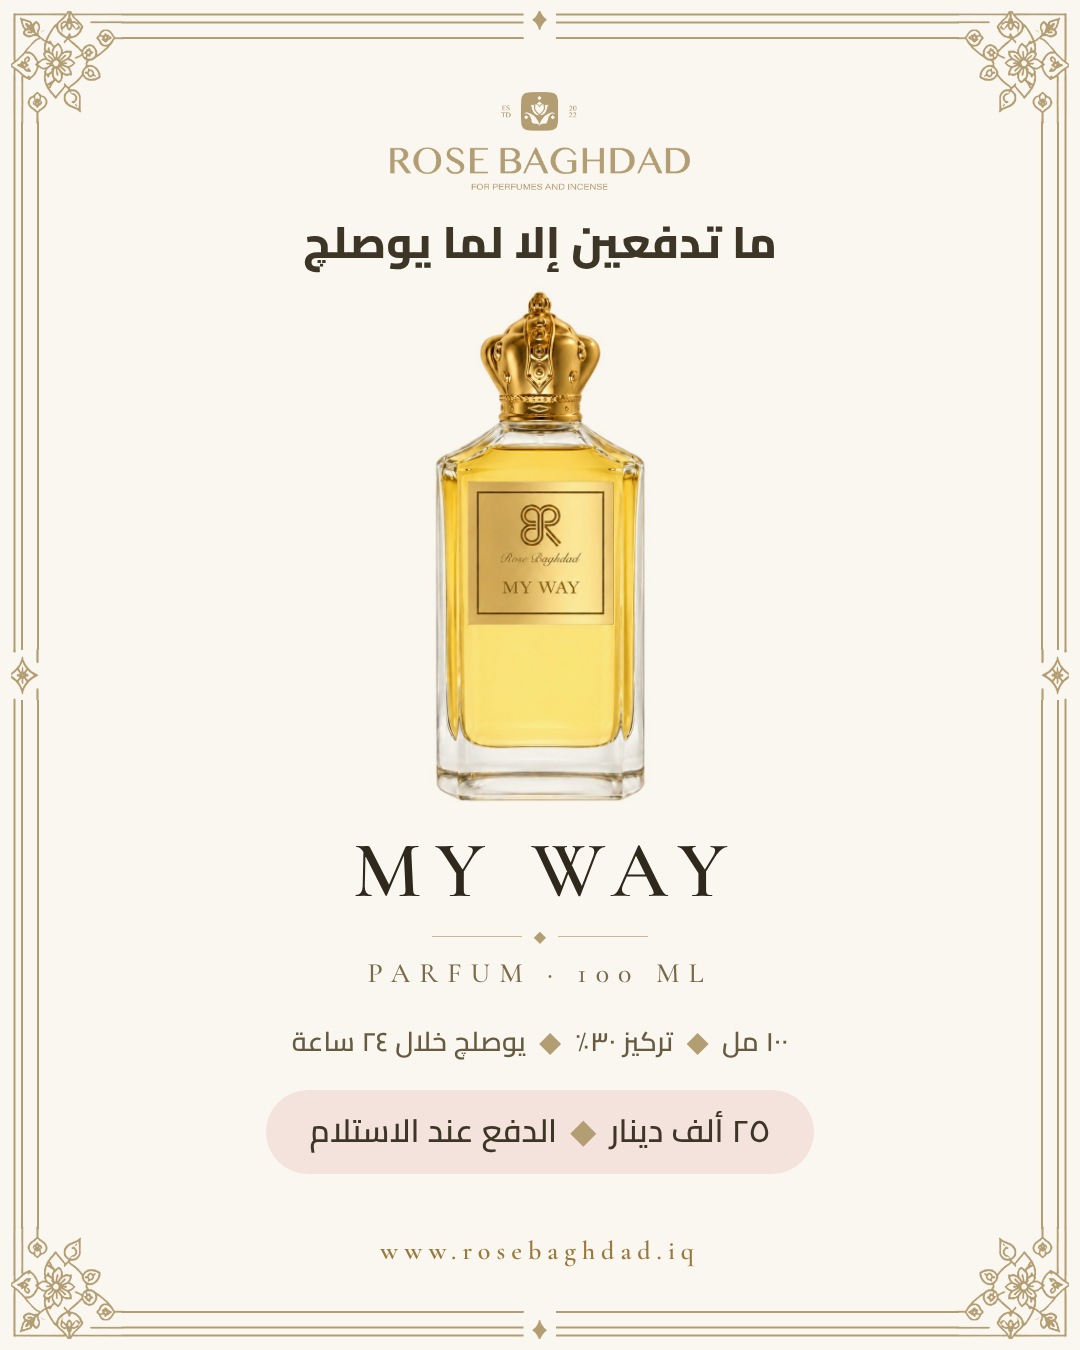 ES TD 20 22
ROSE BAGHDAD
FOR PERFUMES AND INCENSE
ما تدفعين إلا لما يوصلچ
BR
Rose Baghdad
MY WAY
MY WAY
PARFUM · 100 ML
١٠٠ مل ◆ تركيز ٣٠٪ ◆ يوصلچ خلال ٢٤ ساعة
٢٥ ألف دينار ◆ الدفع عند الاستلام
www.rosebaghdad.iq